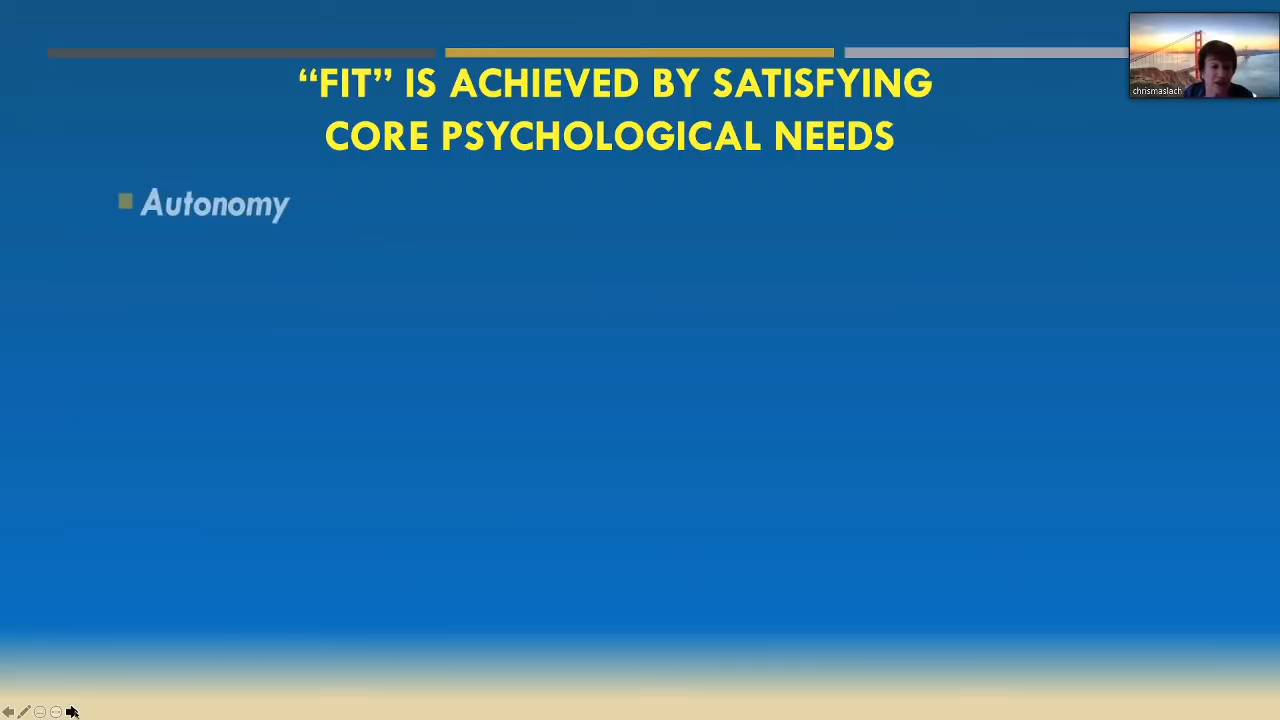 “FIT” IS ACHIEVED BY SATISFYING
CORE PSYCHOLOGICAL NEEDS
chrismaslach
Autonomy